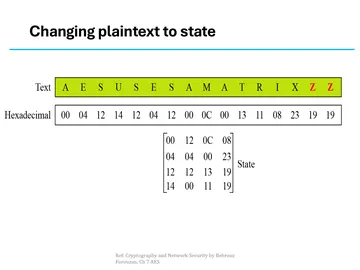 Changing plaintext to state
Text A E S U S E S A M A T R I X Z Z
Hexadecimal 00 04 12 14 12 04 12 00 0C 00 13 11 08 23 19 19
00 12 0C 08
04 04 00 23
12 12 13 19
14 00 11 19
State
Ref: Cryptography and Network Security by Behrouz
Forouzan, Ch 7 AES